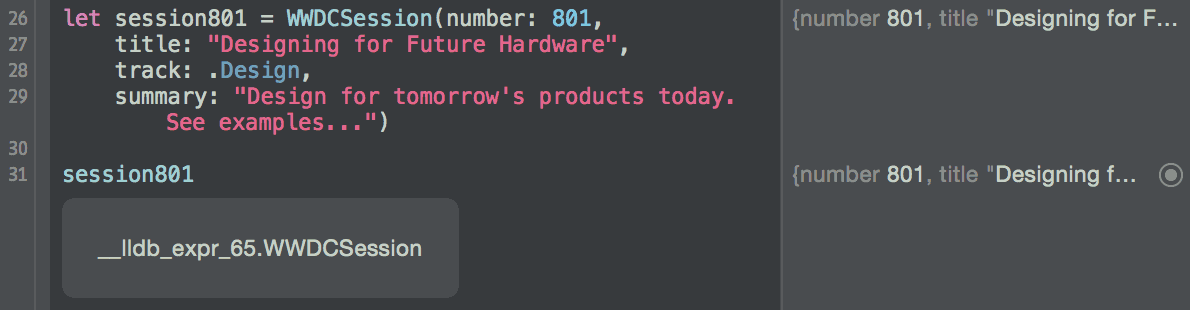 26 let session801 = WWDCSession(number: 801, {number 801, title "Designing for F...
27 title: "Designing for Future Hardware",
28 track: .Design,
29 summary: "Design for tomorrow's products today.
See examples...")
30
31 session801 {number 801, title "Designing f...
__lldb_expr_65.WWDCSession